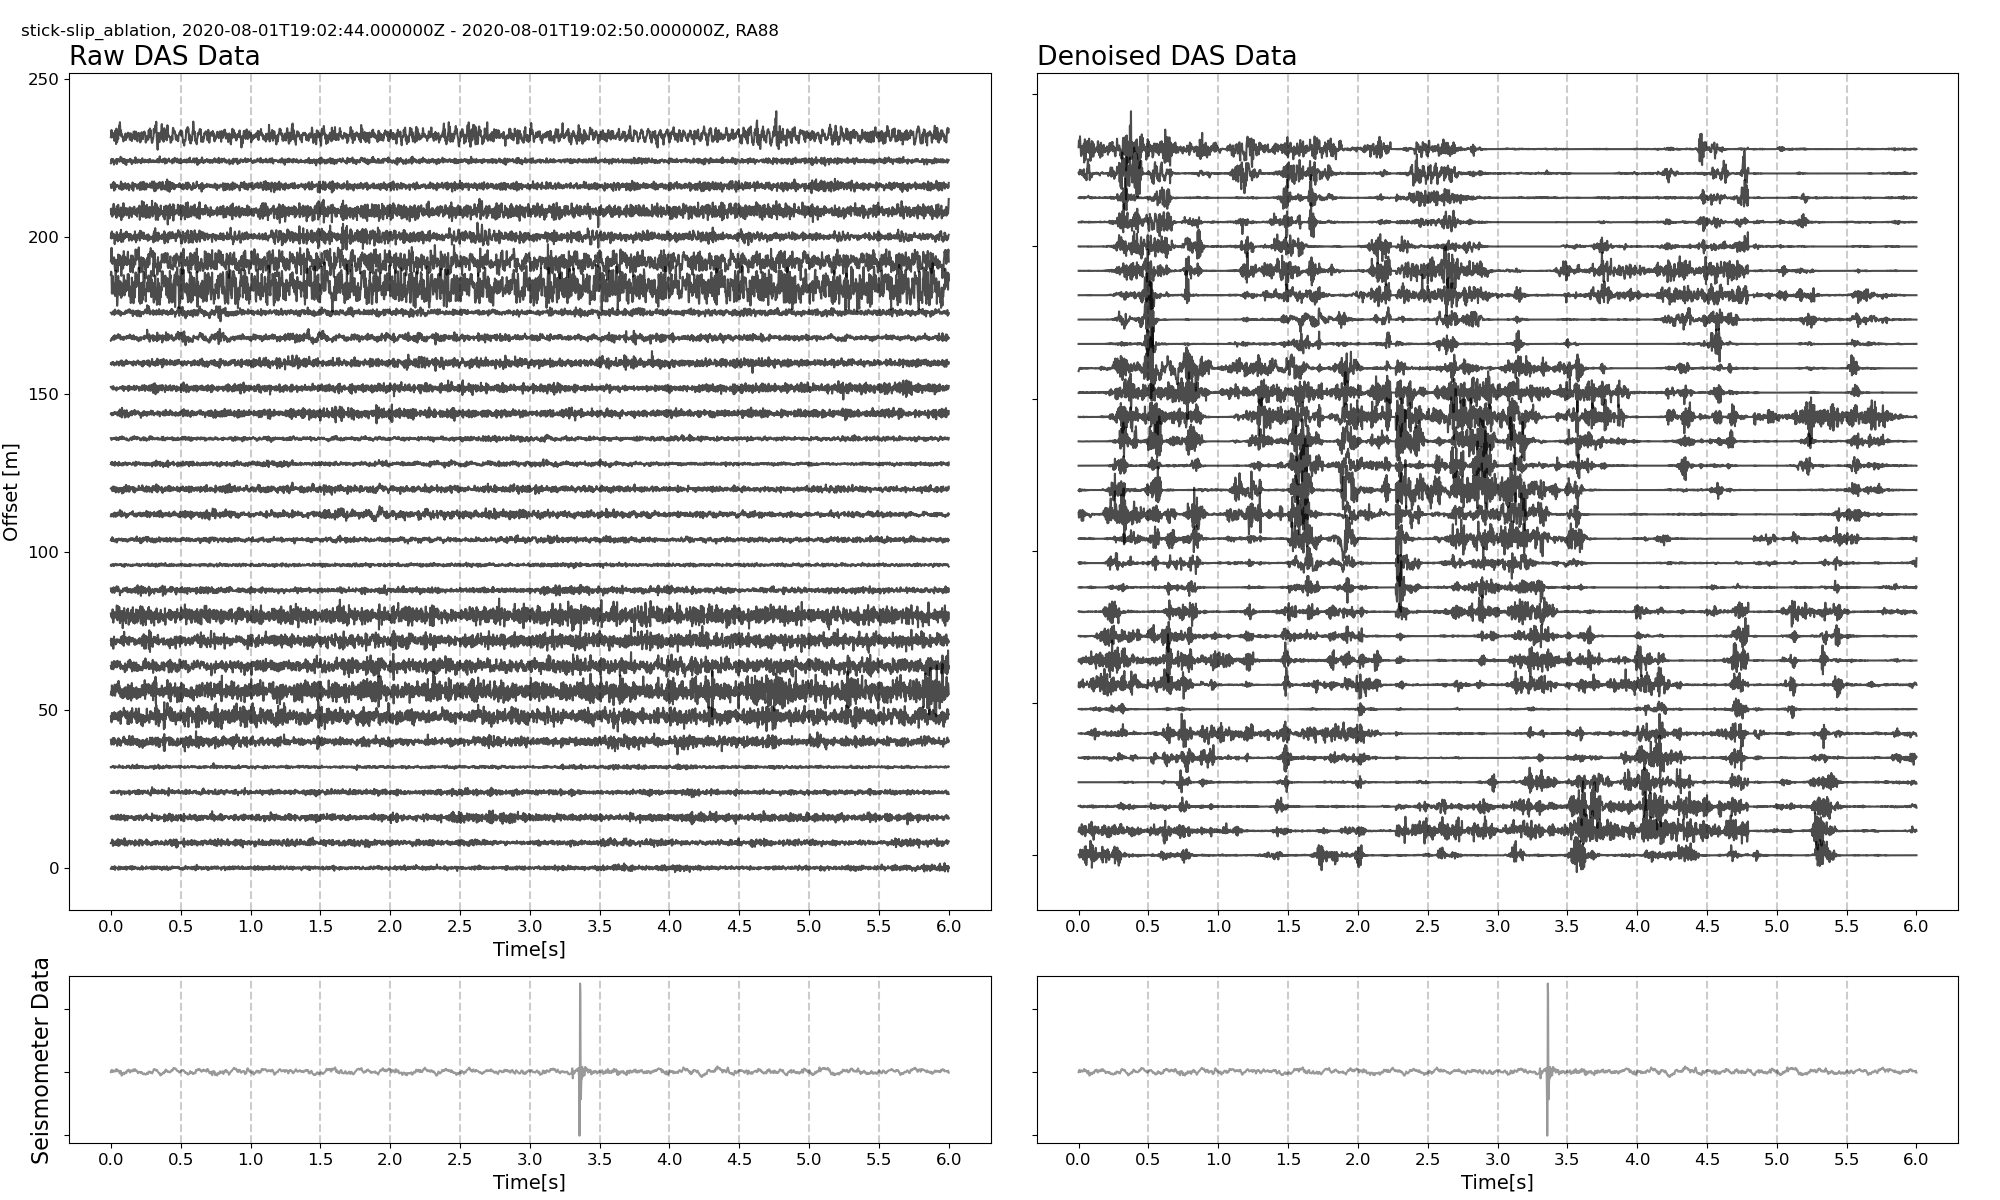 stick-slip_ablation, 2020-08-01T19:02:44.000000Z - 2020-08-01T19:02:50.000000Z, RA88
Raw DAS Data
Denoised DAS Data
250
200
150
100
50
0
Offset [m]
0.0 0.5 1.0 1.5 2.0 2.5 3.0 3.5 4.0 4.5 5.0 5.5 6.0
Time[s]
0.0 0.5 1.0 1.5 2.0 2.5 3.0 3.5 4.0 4.5 5.0 5.5 6.0
Seismometer Data
0.0 0.5 1.0 1.5 2.0 2.5 3.0 3.5 4.0 4.5 5.0 5.5 6.0
Time[s]
0.0 0.5 1.0 1.5 2.0 2.5 3.0 3.5 4.0 4.5 5.0 5.5 6.0
Time[s]